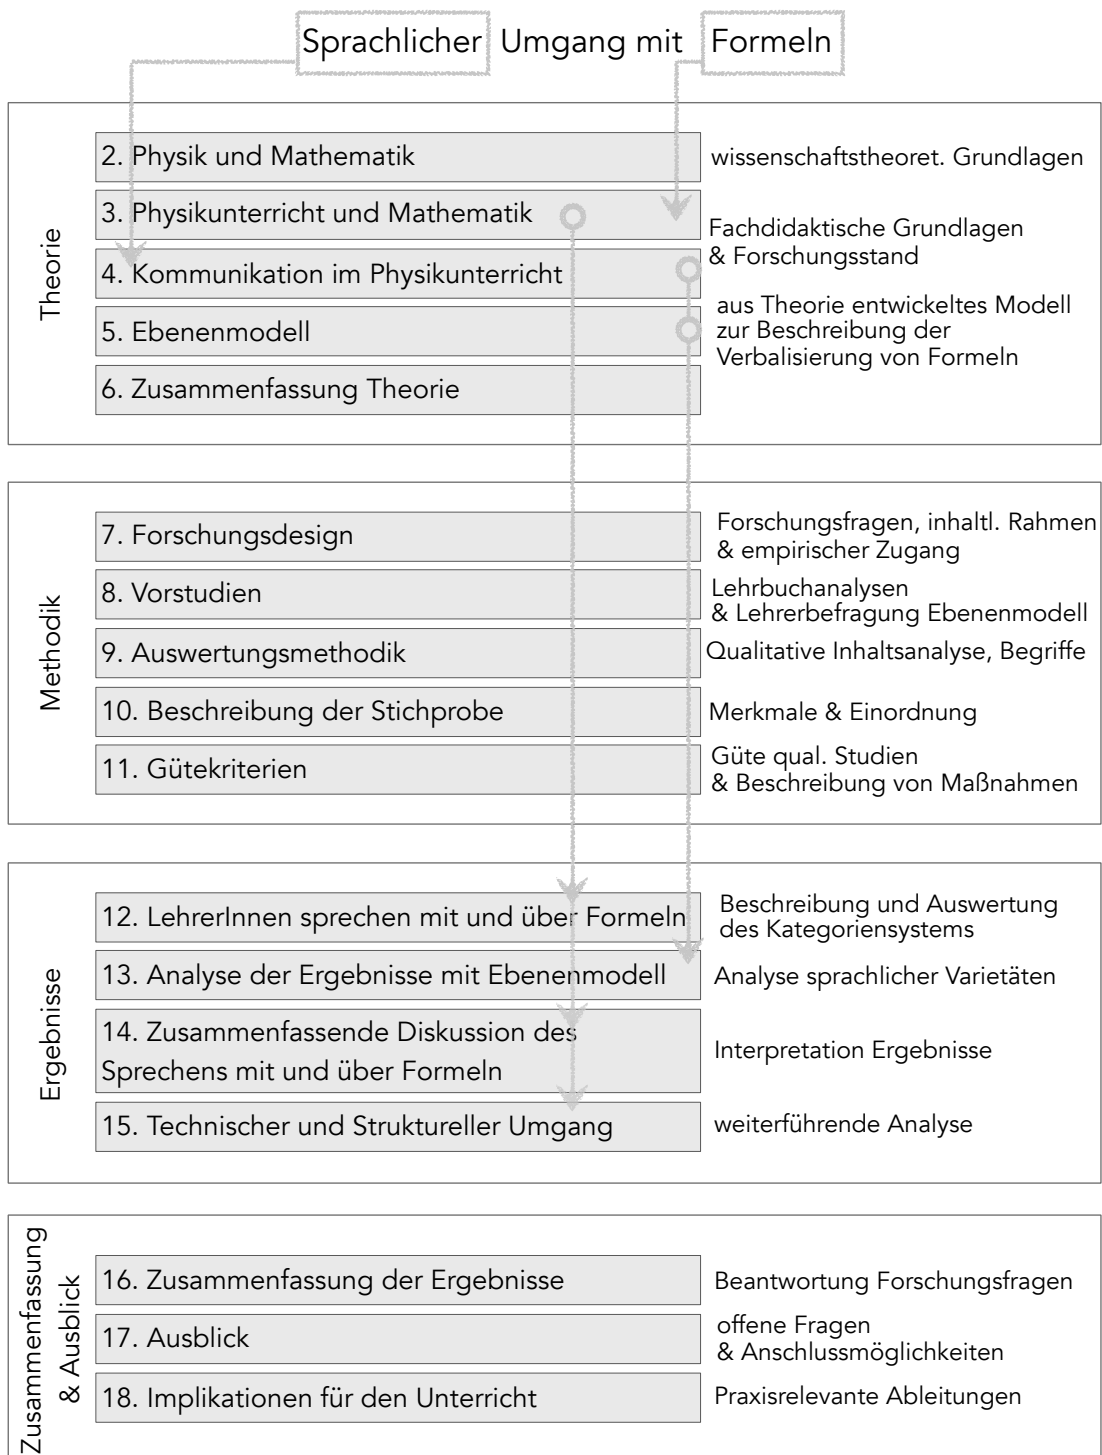 Sprachlicher Umgang mit Formeln
Theorie
2. Physik und Mathematik
wissenschaftstheoret. Grundlagen
3. Physikunterricht und Mathematik
Fachdidaktische Grundlagen
& Forschungsstand
4. Kommunikation im Physikunterricht
5. Ebenenmodell
aus Theorie entwickeltes Modell
zur Beschreibung der
Verbalisierung von Formeln
6. Zusammenfassung Theorie
Methodik
7. Forschungsdesign
Forschungsfragen, inhaltl. Rahmen
& empirischer Zugang
8. Vorstudien
Lehrbuchanalysen
& Lehrerbefragung Ebenenmodell
9. Auswertungsmethodik
Qualitative Inhaltsanalyse, Begriffe
10. Beschreibung der Stichprobe
Merkmale & Einordnung
11. Gütekriterien
Güte qual. Studien
& Beschreibung von Maßnahmen
Ergebnisse
12. LehrerInnen sprechen mit und über Formeln
Beschreibung und Auswertung
des Kategoriensystems
13. Analyse der Ergebnisse mit Ebenenmodell
Analyse sprachlicher Varietäten
14. Zusammenfassende Diskussion des
Sprechens mit und über Formeln
Interpretation Ergebnisse
15. Technischer und Struktureller Umgang
weiterführende Analyse
Zusammenfassung
& Ausblick
16. Zusammenfassung der Ergebnisse
Beantwortung Forschungsfragen
17. Ausblick
offene Fragen
& Anschlussmöglichkeiten
18. Implikationen für den Unterricht
Praxisrelevante Ableitungen